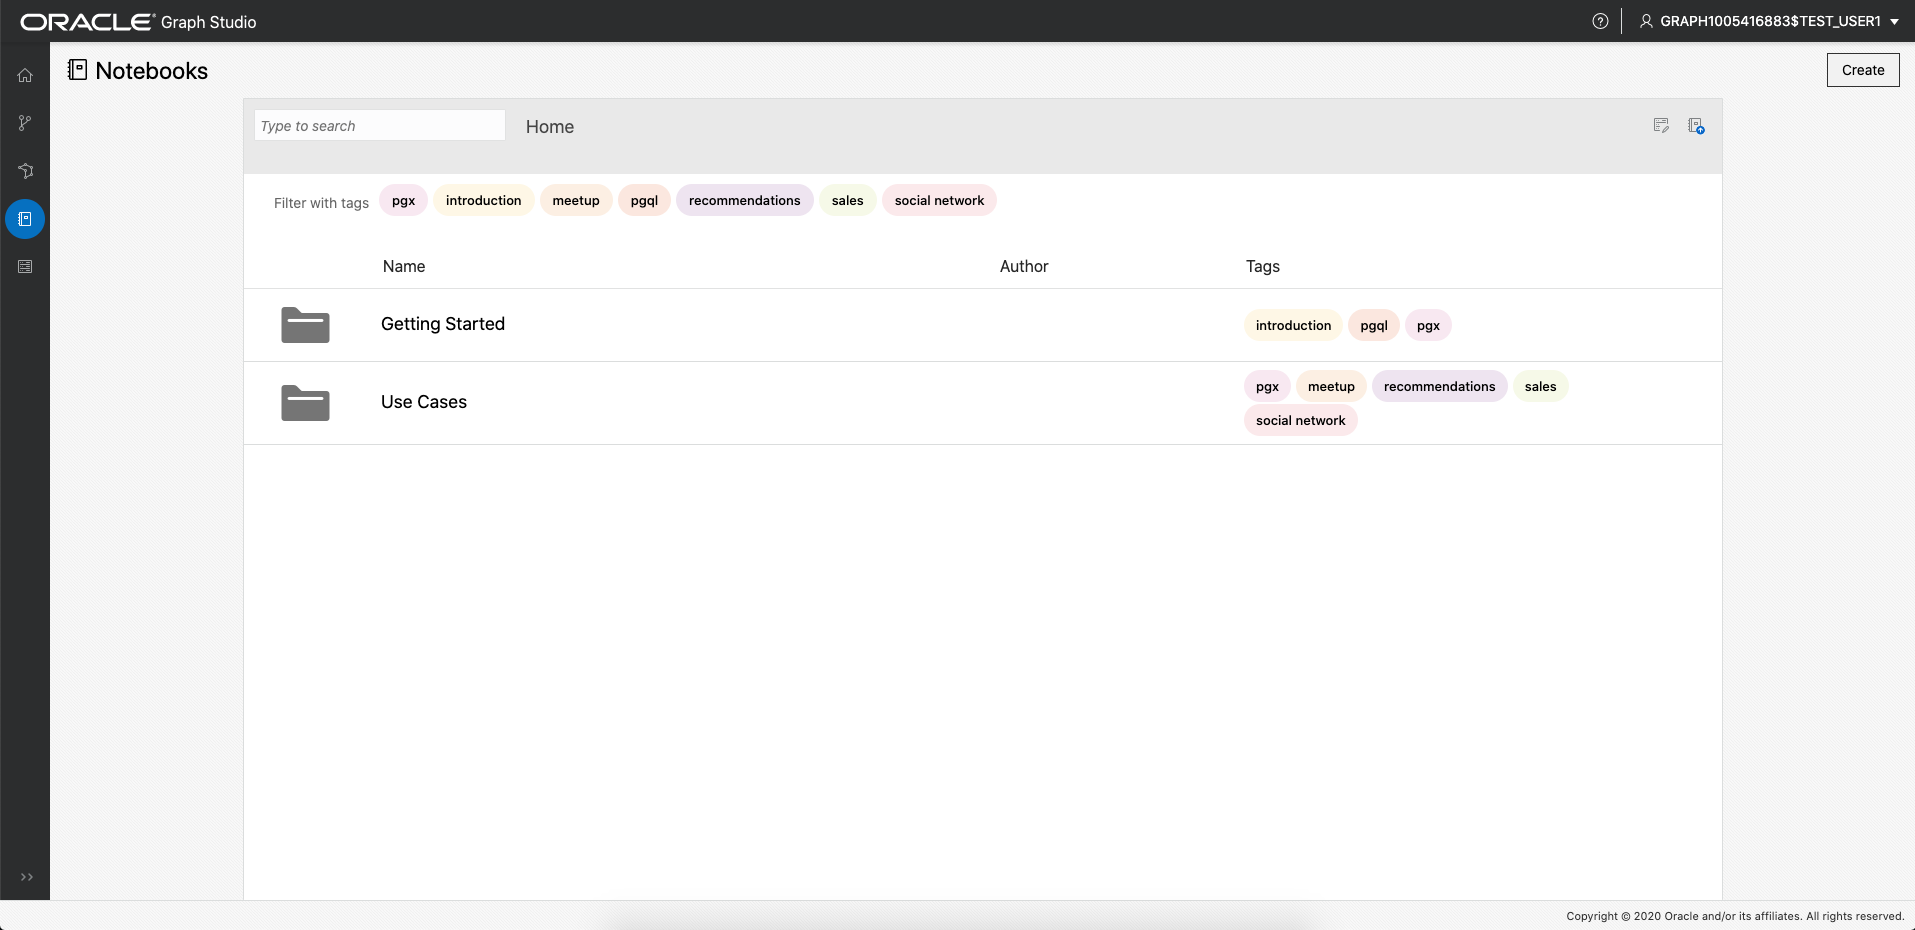 ORACLE® Graph Studio
GRAPH1005416883$TEST_USER1
Notebooks
Create
Type to search
Home
Filter with tags pgx introduction meetup pgql recommendations sales social network
Name Author Tags
Getting Started introduction pgql pgx
Use Cases pgx meetup recommendations sales
social network
Copyright © 2020 Oracle and/or its affiliates. All rights reserved.